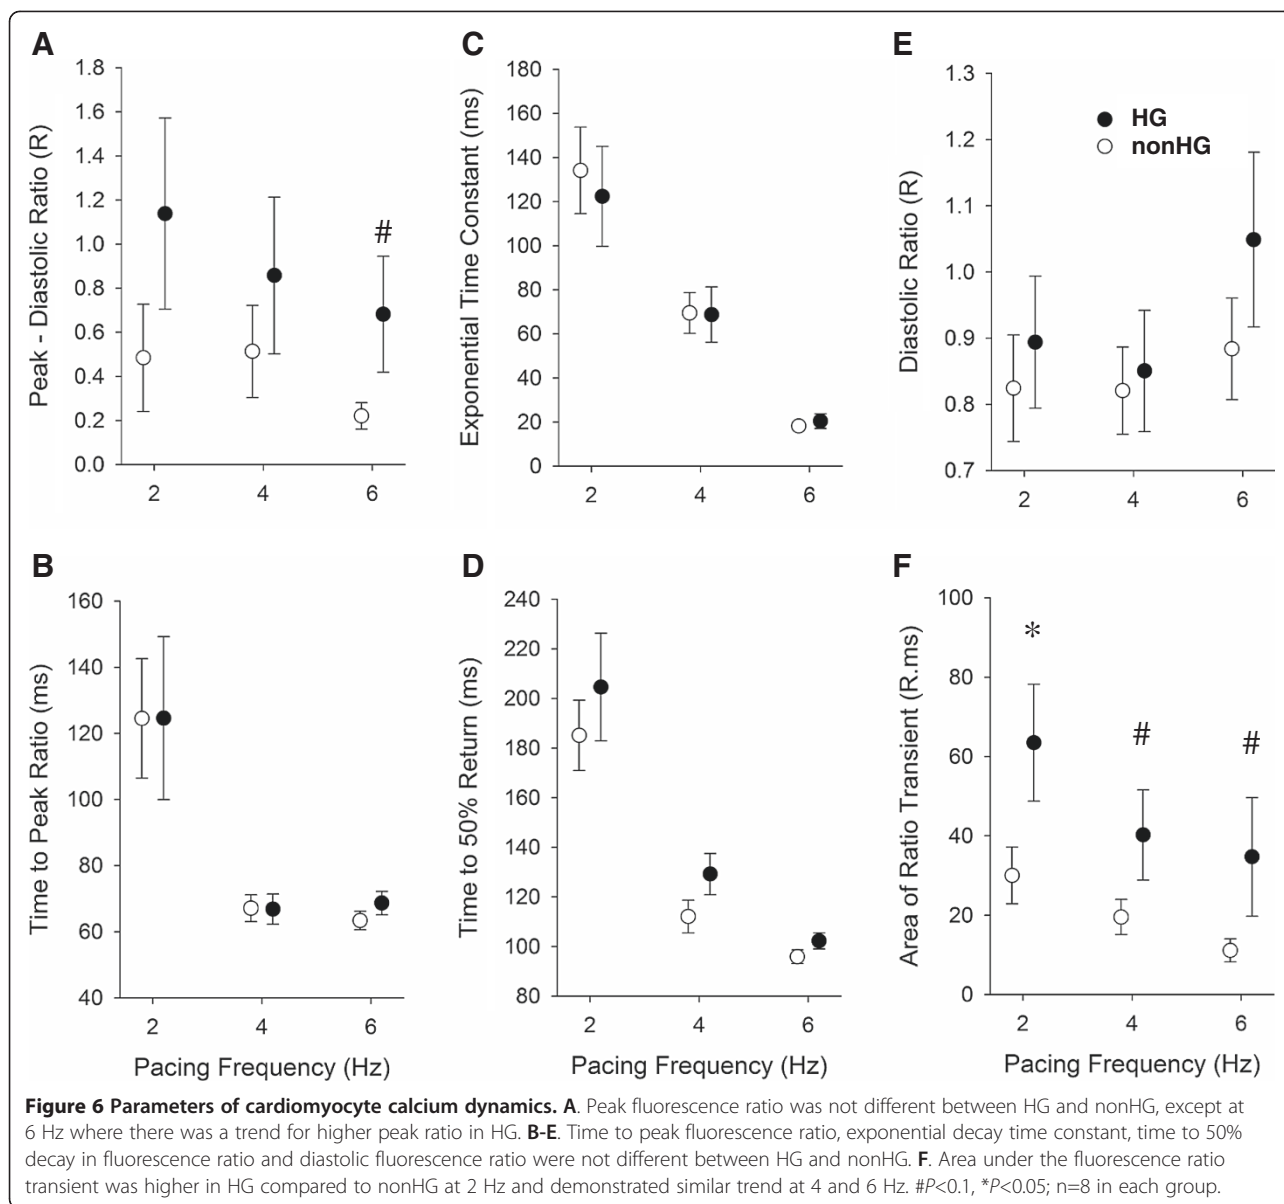 A
Peak - Diastolic Ratio (R)
1.8
1.6
1.4
1.2
1.0
0.8
0.6
0.4
0.2
0.0
#
2 4 6
C
Exponential Time Constant (ms)
180
160
140
120
100
80
60
40
20
0
2 4 6
E
Diastolic Ratio (R)
1.3
1.2
1.1
1.0
0.9
0.8
0.7
HG
nonHG
2 4 6
B
Time to Peak Ratio (ms)
160
140
120
100
80
60
40
2 4 6
Pacing Frequency (Hz)
D
Time to 50% Return (ms)
240
220
200
180
160
140
120
100
80
2 4 6
Pacing Frequency (Hz)
F
Area of Ratio Transient (R.ms)
100
80
60
40
20
0
*
#
#
2 4 6
Pacing Frequency (Hz)
Figure 6 Parameters of cardiomyocyte calcium dynamics. A. Peak fluorescence ratio was not different between HG and nonHG, except at
6 Hz where there was a trend for higher peak ratio in HG. B-E. Time to peak fluorescence ratio, exponential decay time constant, time to 50%
decay in fluorescence ratio and diastolic fluorescence ratio were not different between HG and nonHG. F. Area under the fluorescence ratio
transient was higher in HG compared to nonHG at 2 Hz and demonstrated similar trend at 4 and 6 Hz. #P<0.1, *P<0.05; n=8 in each group.